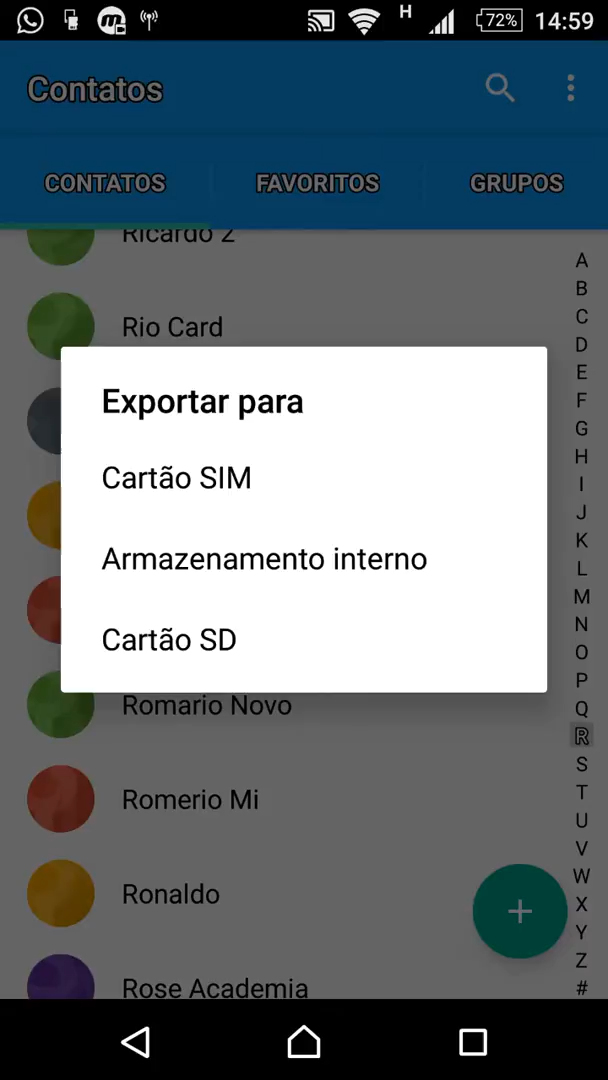 H 72% 14:59
Contatos
CONTATOS FAVORITOS GRUPOS
Ricardo 2
A
B
Rio Card
C
D
Exportar para
E
F
G
H
Cartão SIM
I
J
K
Armazenamento interno
L
M
N
Cartão SD
O
P
Romario Novo
Q
R
S
T
Romerio Mi
U
V
W
Ronaldo
X
+
Y
Z
Rose Academia
#